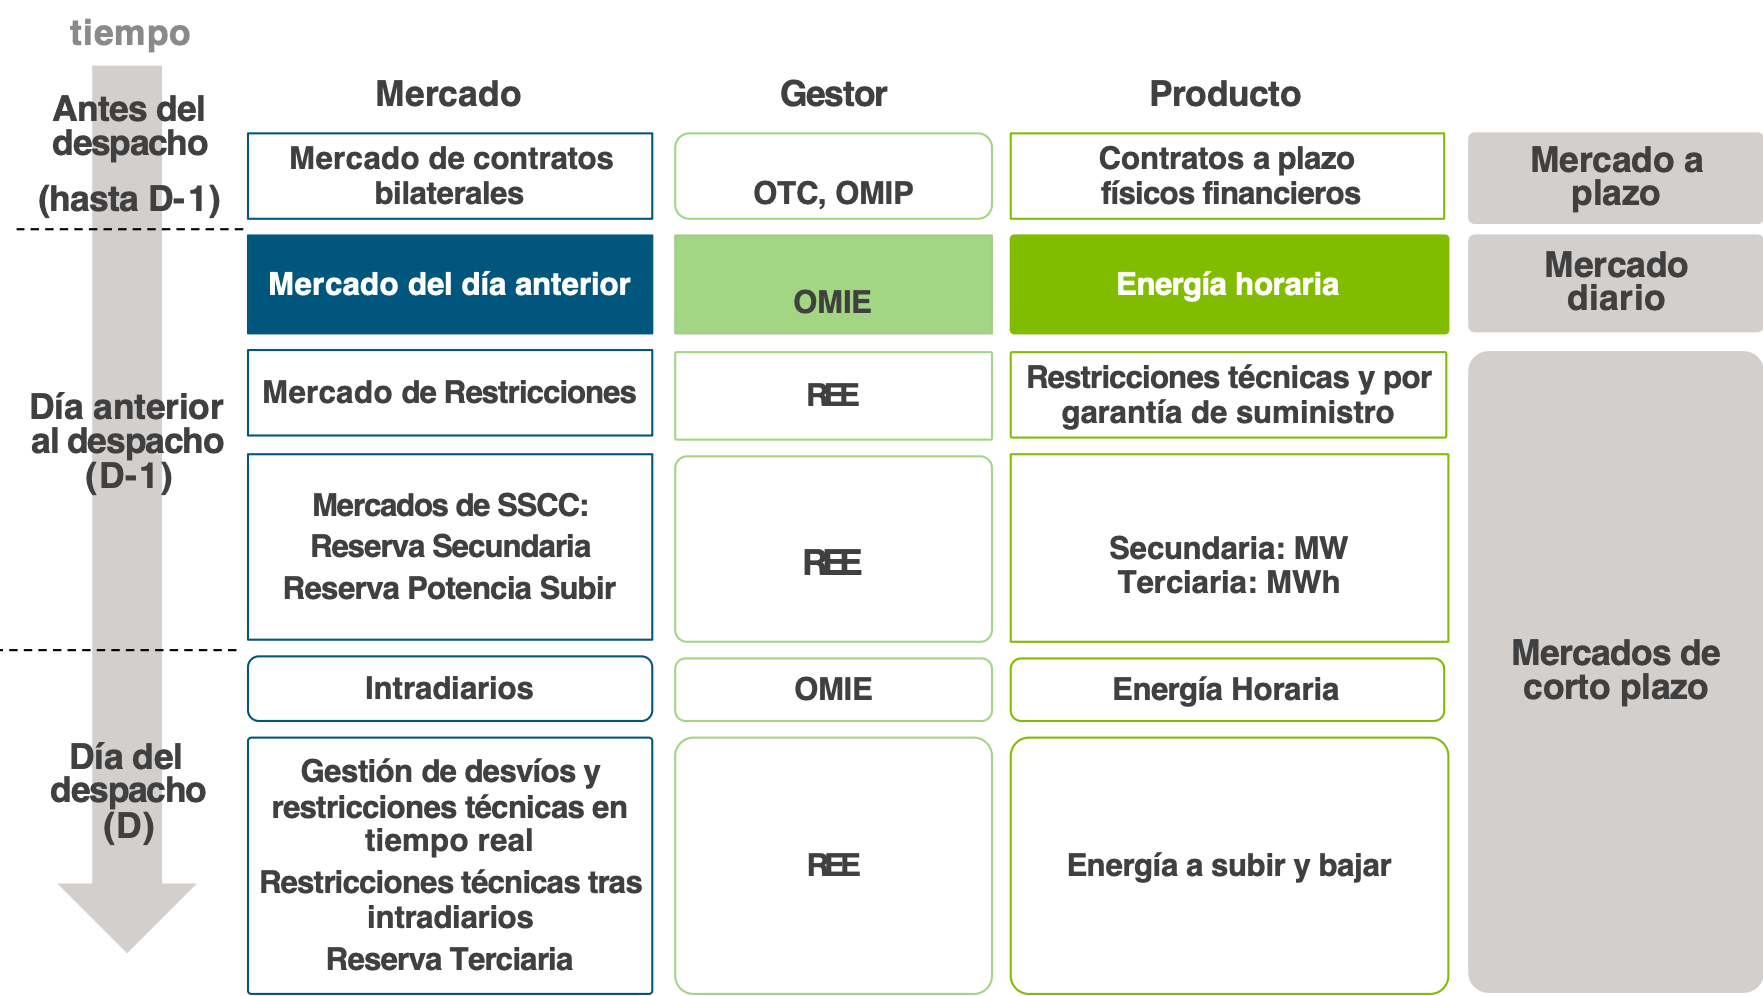 tiempo
Mercado
Gestor
Producto
Antes del
despacho
(hasta D-1)
Mercado de contratos
bilaterales
OTC, OMIP
Contratos a plazo
físicos financieros
Mercado a
plazo
Mercado del día anterior
OMIE
Energía horaria
Mercado
diario
Día anterior
al despacho
(D-1)
Mercado de Restricciones
REE
Restricciones técnicas y por
garantía de suministro
Mercados de SSCC:
Reserva Secundaria
Reserva Potencia Subir
REE
Secundaria: MW
Terciaria: MWh
Mercados de
corto plazo
Intradiarios
OMIE
Energía Horaria
Día del
despacho
(D)
Gestión de desvíos y
restricciones técnicas en
tiempo real
Restricciones técnicas tras
intradiarios
Reserva Terciaria
REE
Energía a subir y bajar